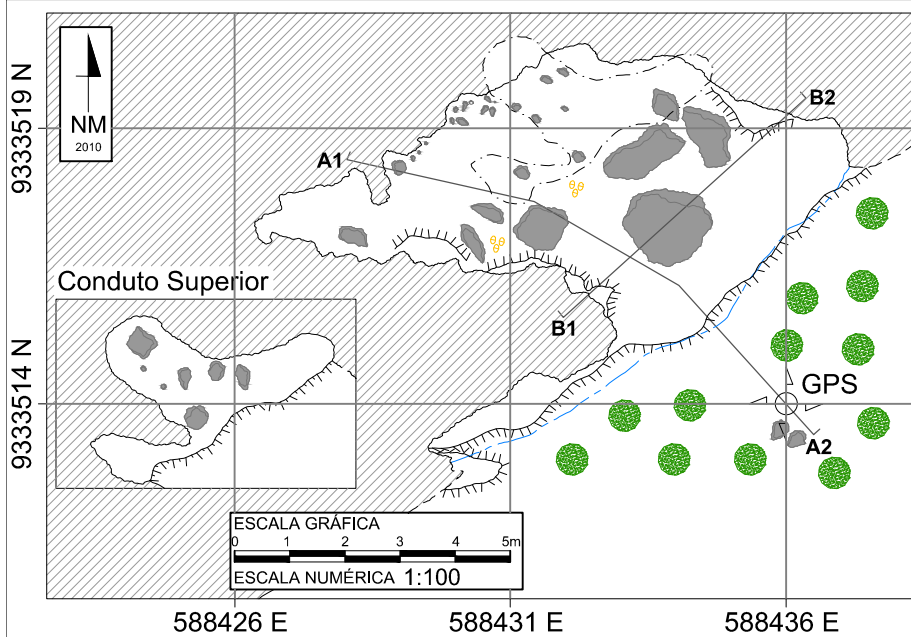 NM
2010
B2
A1
9333519 N
Conduto Superior
B1
GPS
9333514 N
A2
ESCALA GRÁFICA
0 1 2 3 4 5m
ESCALA NUMÉRICA 1:100
588426 E 588431 E 588436 E